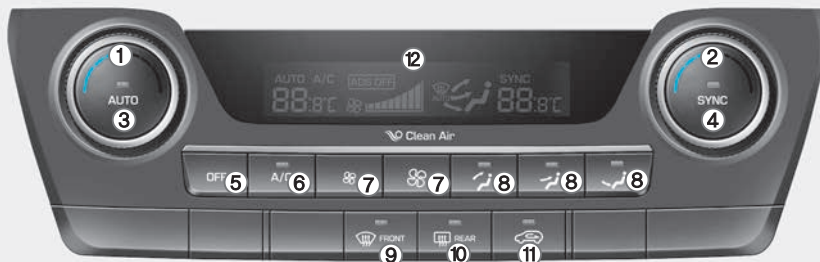 ① ⑫ ②
AUTO A/C ADS OFF SYNC
88.8°C AUTO 88.8°C
AUTO SYNC
③ ④
Clean Air
OFF ⑤ A/C ⑥ ⑦ ⑦ ⑧ ⑧ ⑧
FRONT REAR
⑨ ⑩ ⑪